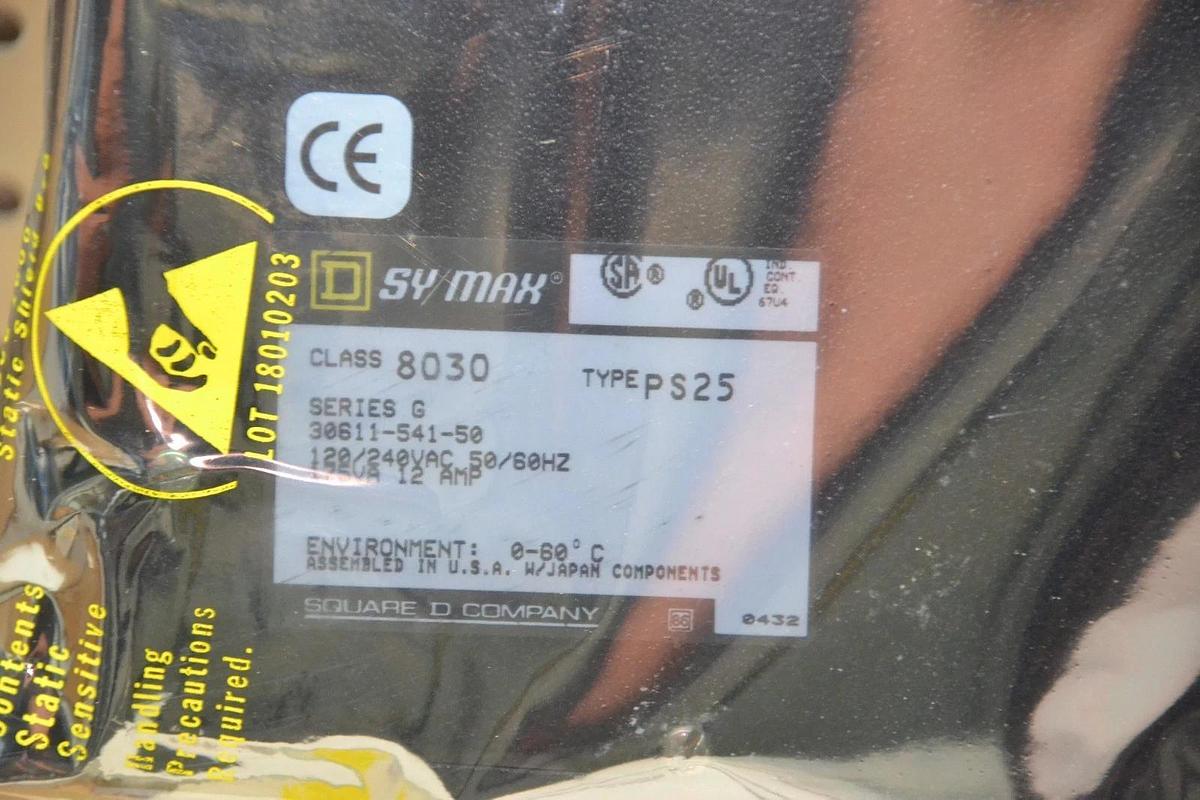 CE
D SY/MAX®
SA ® ® UL
IND.
CONT.
EQ.
67U4
CLASS 8030
TYPE PS25
SERIES G
30611-541-50
120/240VAC 50/60HZ
12 AMP
ENVIRONMENT: 0-60° C
ASSEMBLED IN U.S.A. W/JAPAN COMPONENTS
SQUARE D COMPANY
86
0432
LOT 18010203
Static Shield
Contents
Static
Sensitive
Handling
Precautions
Required.